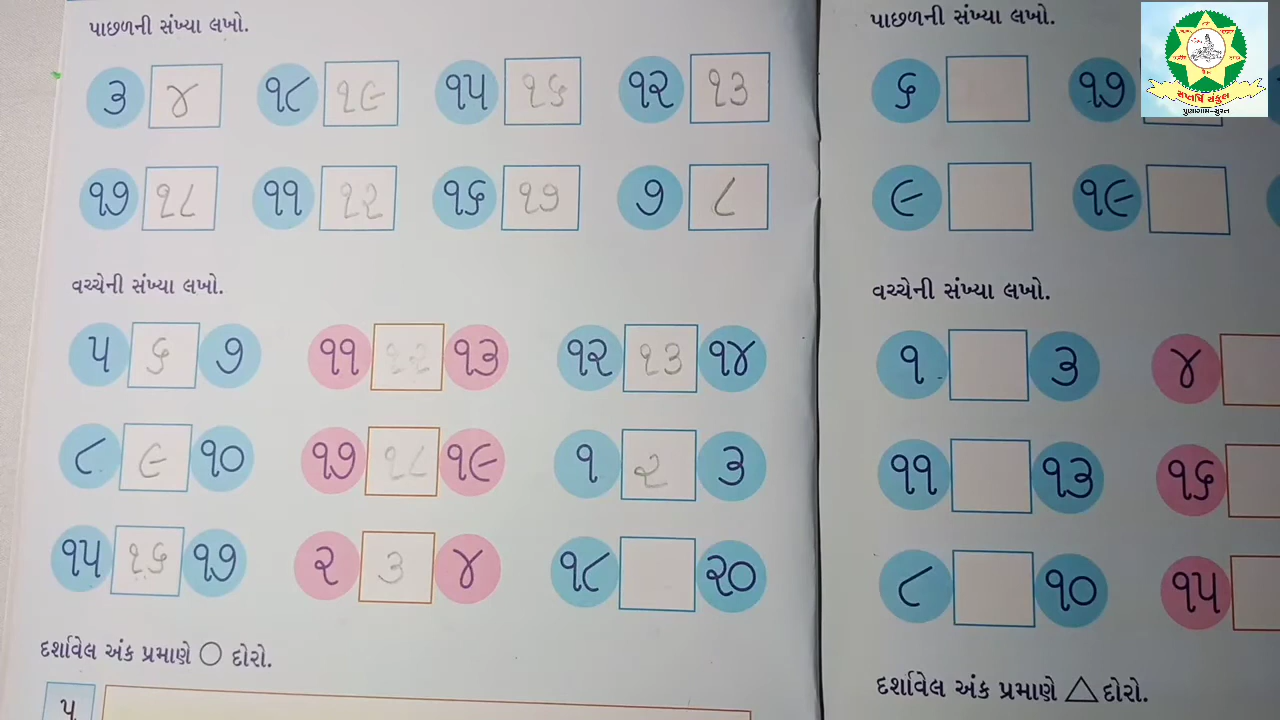 પાછળની સંખ્યા લખો.
૩ ૪ ૧૮ ૧૯ ૧૫ ૧૬ ૧૨ ૧૩
૧૭ ૧૮ ૧૧ ૧૨ ૧૬ ૧૭ ૭ ૮
વચ્ચેની સંખ્યા લખો.
૫ ૬ ૭ ૧૧ ૧૨ ૧૩ ૧૨ ૧૩ ૧૪
૮ ૯ ૧૦ ૧૭ ૧૮ ૧૯ ૧ ૨ ૩
૧૫ ૧૬ ૧૭ ૨ ૩ ૪ ૧૮ ૨૦
દર્શાવેલ અંક પ્રમાણે ○ દોરો.
૫
પાછળની સંખ્યા લખો.
૬ ૧૭
૯ ૧૯
વચ્ચેની સંખ્યા લખો.
૧ ૩ ૪
૧૧ ૧૩ ૧૬
૮ ૧૦ ૧૫
દર્શાવેલ અંક પ્રમાણે △ દોરો.
સપ્તર્ષિ સંકુલ
પુણાગામ-સુરત